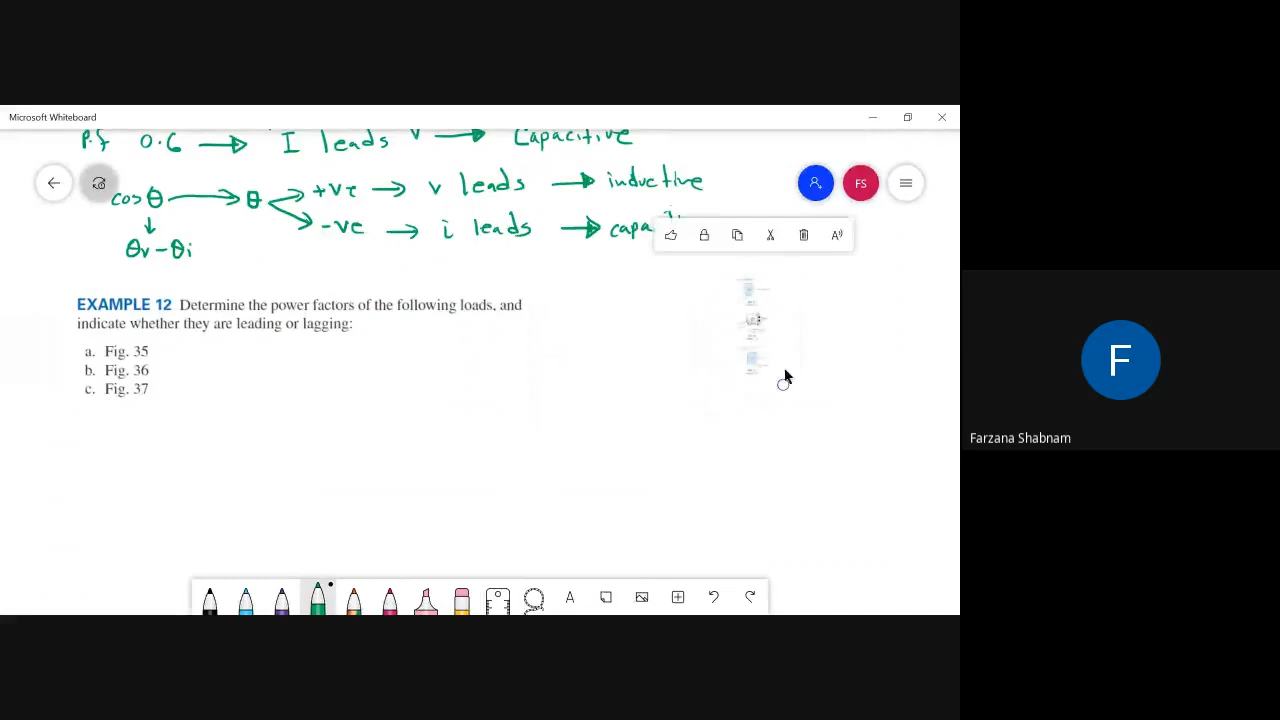 Microsoft Whiteboard
P.f 0.6 → I leads v → Capacitive
cosθ → θ → +ve → v leads → inductive
→ -ve → i leads → capa
↓
θv - θi
FS
EXAMPLE 12 Determine the power factors of the following loads, and
indicate whether they are leading or lagging:
a. Fig. 35
b. Fig. 36
c. Fig. 37
F
Farzana Shabnam